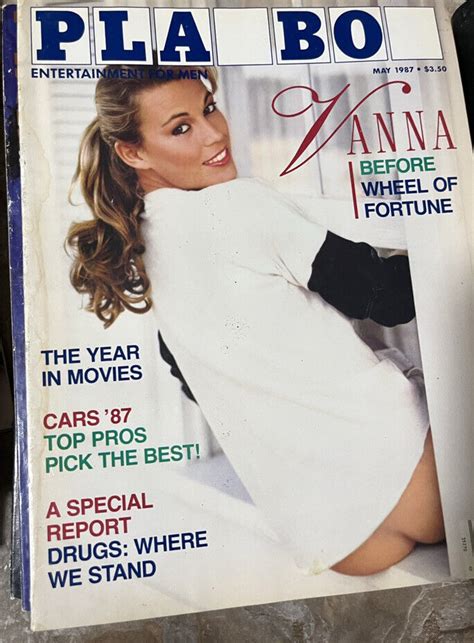 PLA BO
ENTERTAINMENT FOR MEN
MAY 1987 • $3.50
VANNA
BEFORE
WHEEL OF
FORTUNE
THE YEAR
IN MOVIES
CARS '87
TOP PROS
PICK THE BEST!
A SPECIAL
REPORT
DRUGS: WHERE
WE STAND